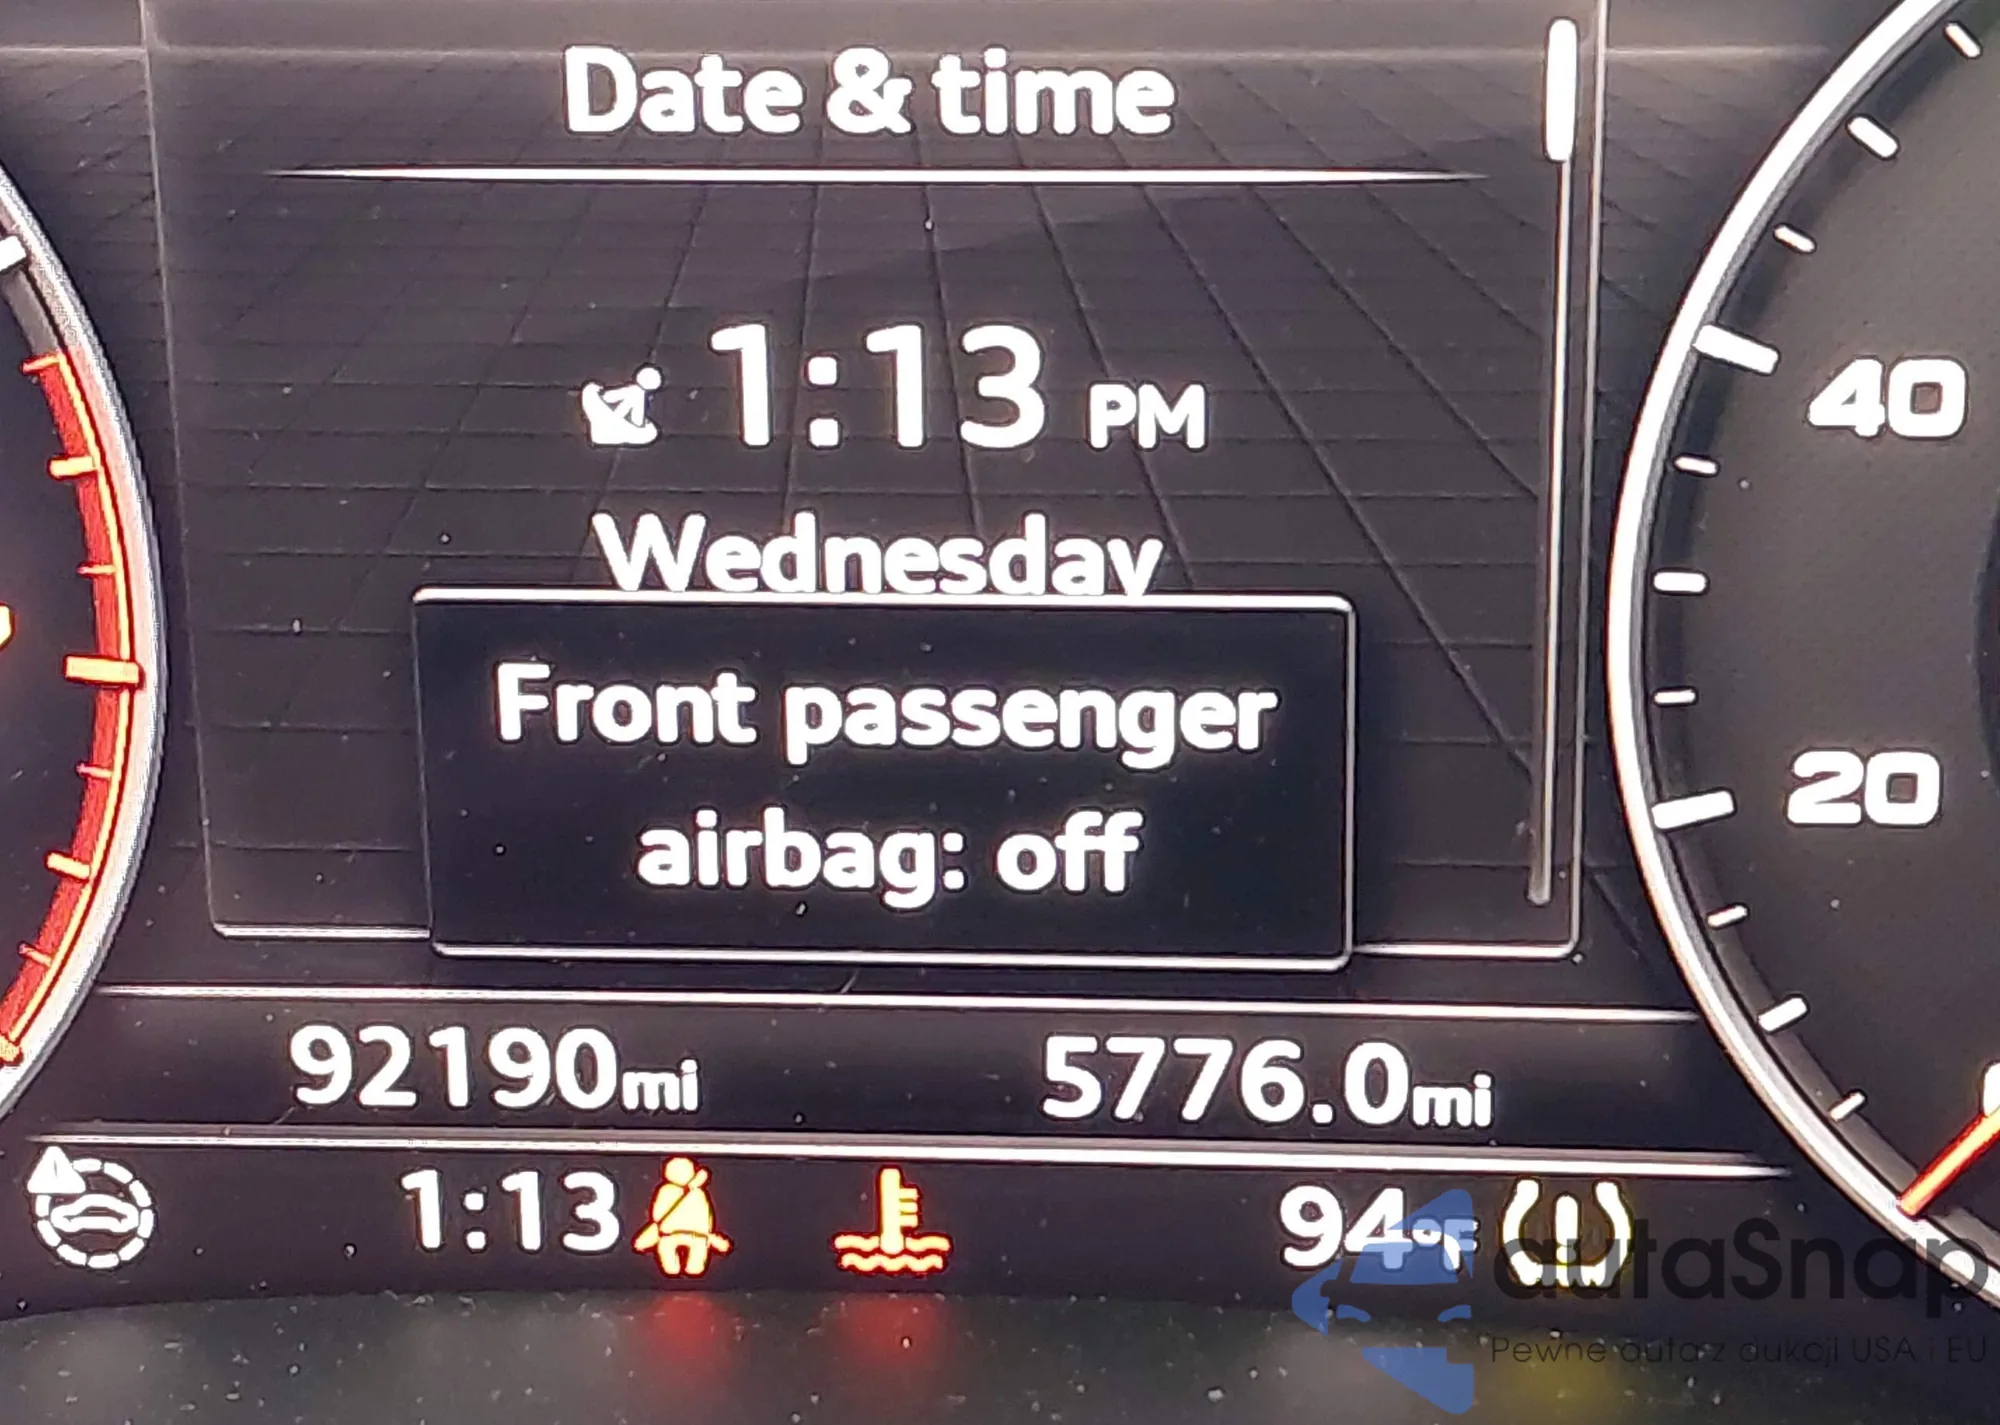 Date & time
1:13 PM
Wednesday
Front passenger
airbag: off
40
20
92190mi
5776.0mi
1:13
94°F
autaSnap
Pewne auta z aukcji USA i EU